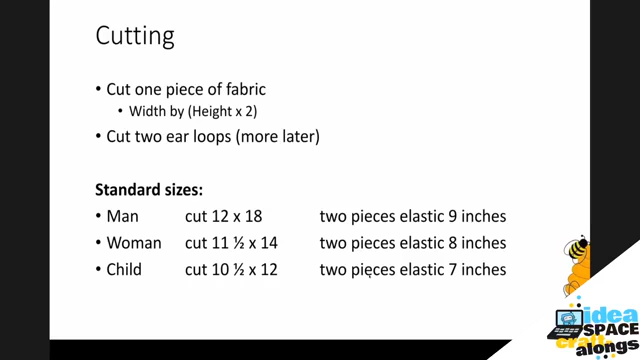 Cutting
• Cut one piece of fabric
• Width by (Height x 2)
• Cut two ear loops (more later)
Standard sizes:
• Man cut 12 x 18 two pieces elastic 9 inches
• Woman cut 11 ½ x 14 two pieces elastic 8 inches
• Child cut 10 ½ x 12 two pieces elastic 7 inches
idea
SPACE
craft
alongs